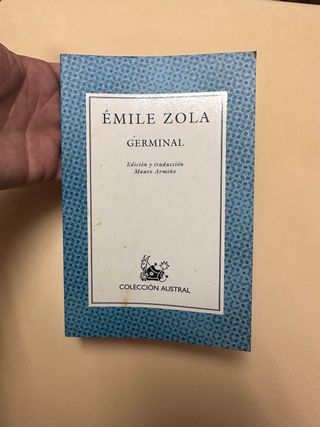 ÉMILE ZOLA
GERMINAL
Edición y traducción
Mauro Armiño
COLECCIÓN AUSTRAL